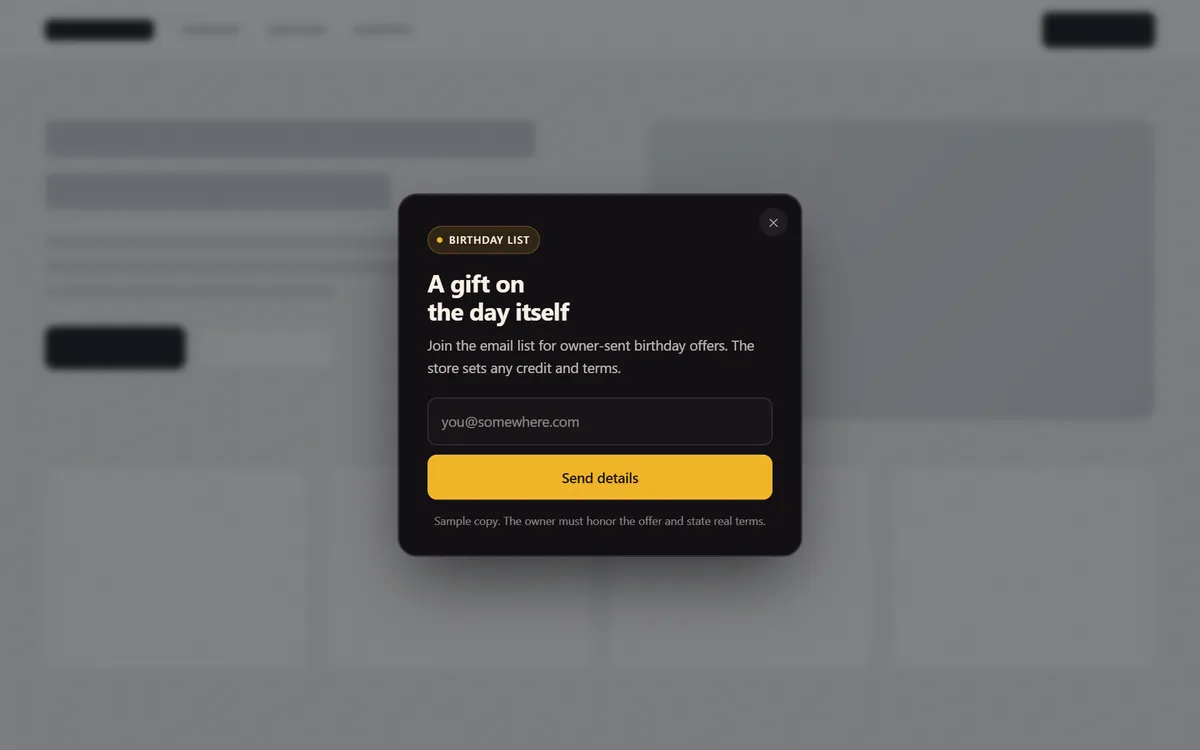 BIRTHDAY LIST
A gift on
the day itself
Join the email list for owner-sent birthday offers. The
store sets any credit and terms.
you@somewhere.com
Send details
Sample copy. The owner must honor the offer and state real terms.